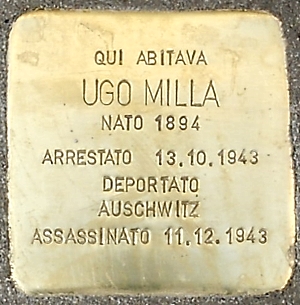 QUI ABITAVA
UGO MILLA
NATO 1894
ARRESTATO 13.10.1943
DEPORTATO
AUSCHWITZ
ASSASSINATO 11.12.1943